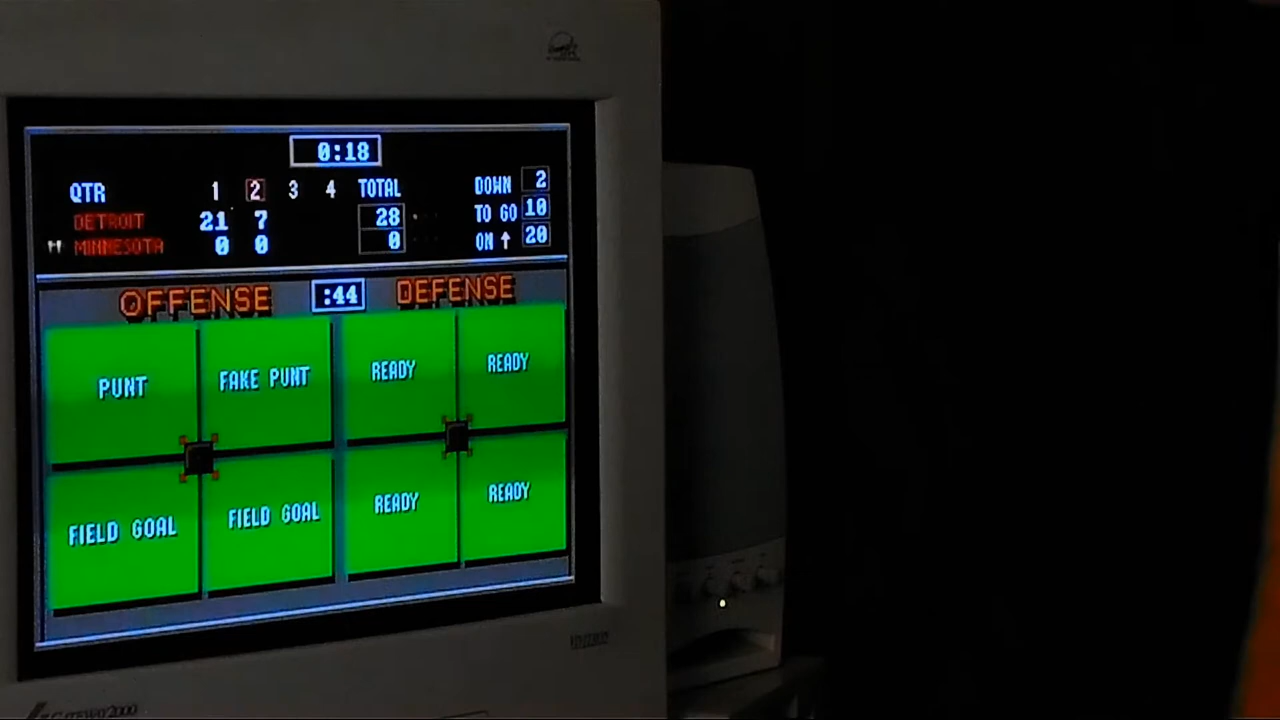 0:18
QTR 1 2 3 4 TOTAL
DETROIT 21 7 28
MINNESOTA 0 0 0
DOWN 2
TO GO 10
ON ↑ 20
OFFENSE :44 DEFENSE
PUNT FAKE PUNT READY READY
FIELD GOAL FIELD GOAL READY READY
GATEWAY2000